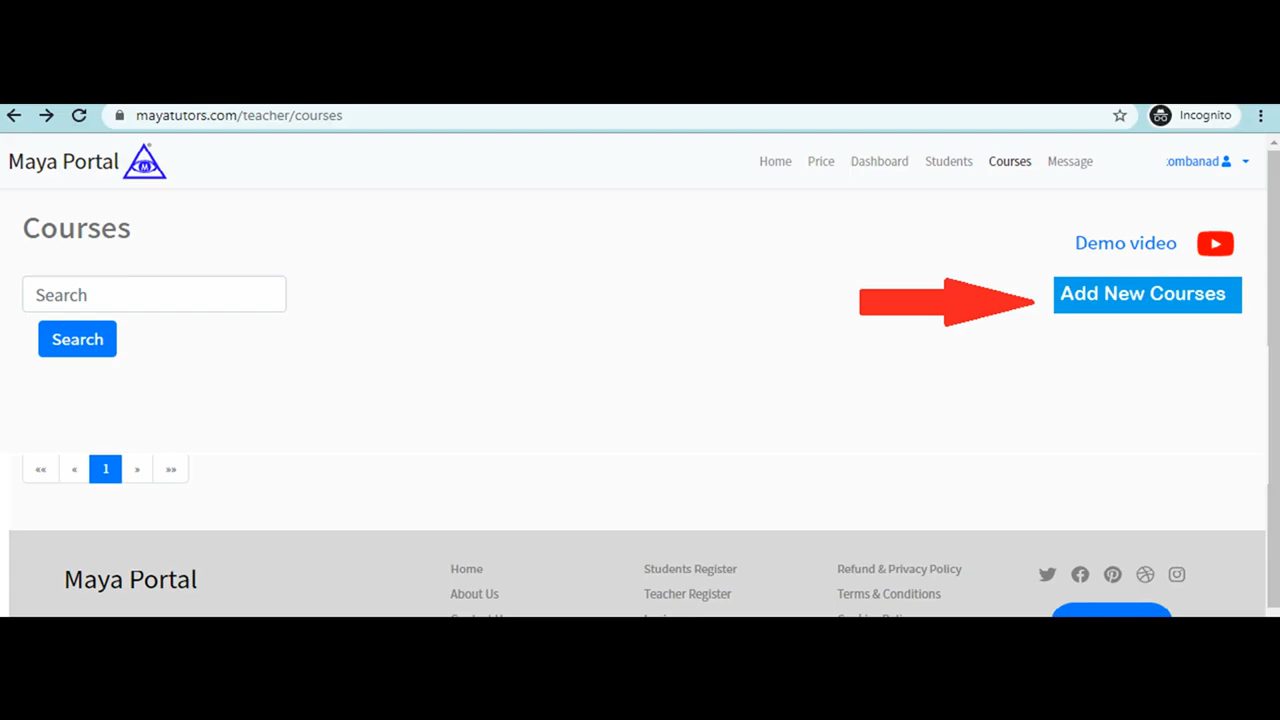 mayatutors.com/teacher/courses
Incognito
Maya Portal
M
Home Price Dashboard Students Courses Message
ombanad
Courses
Demo video
Search
Add New Courses
Search
«« « 1 » »»
Maya Portal
Home Students Register Refund & Privacy Policy
About Us Teacher Register Terms & Conditions